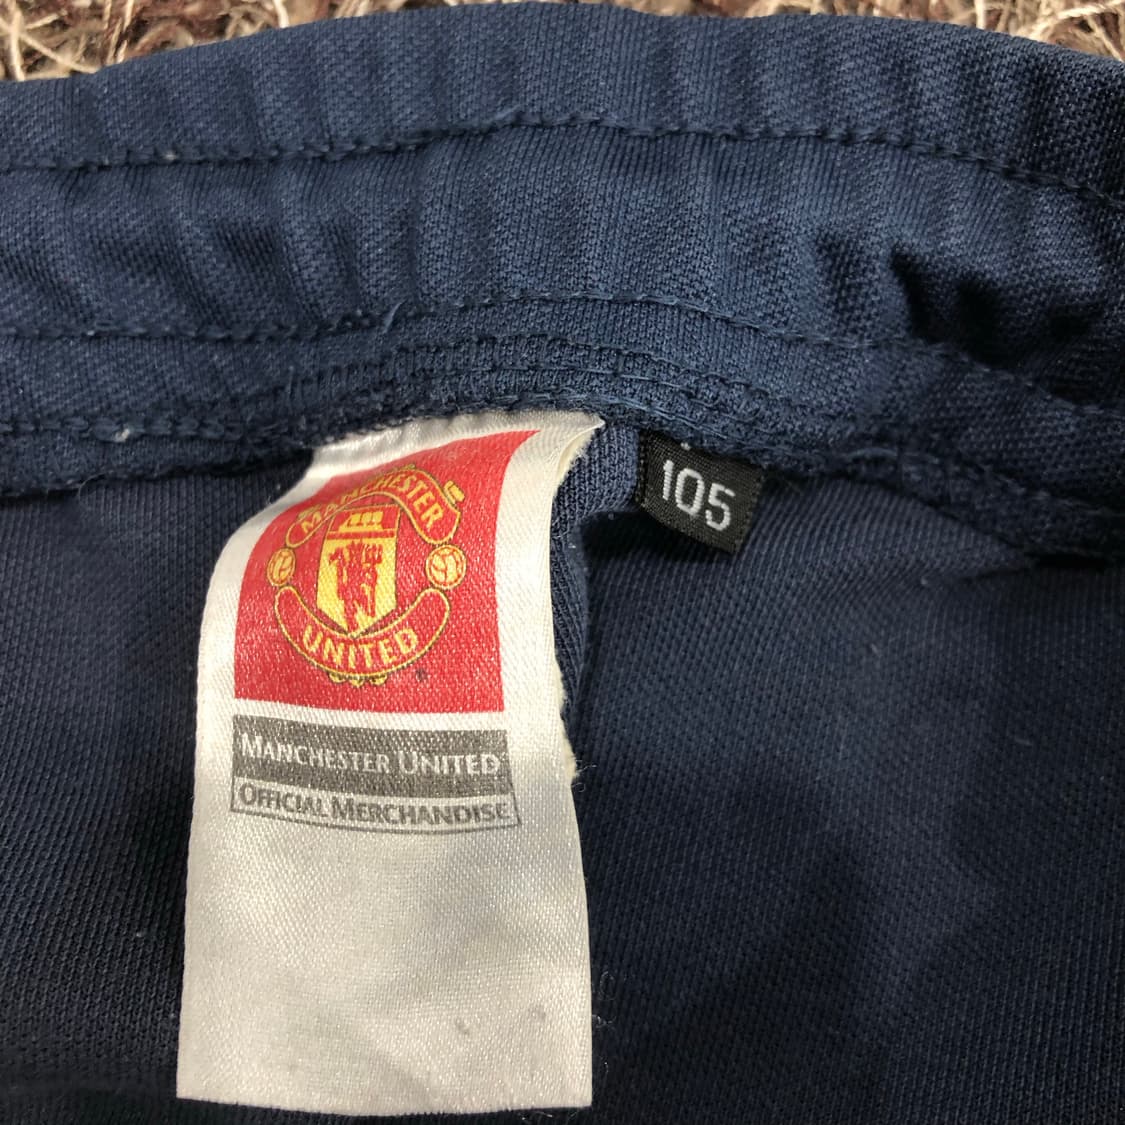 MANCHESTER
UNITED
MANCHESTER UNITED
OFFICIAL MERCHANDISE
105